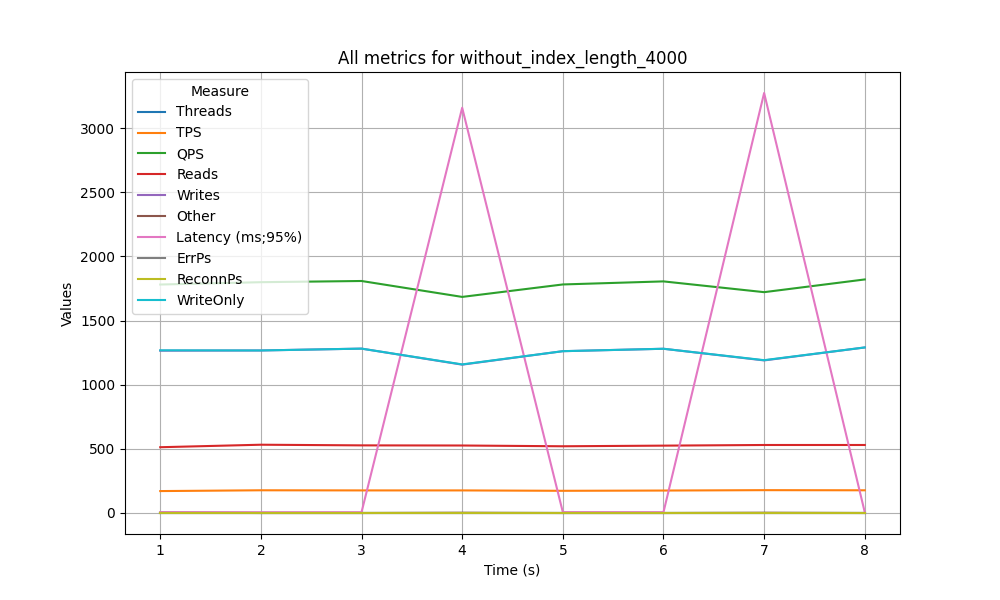 All metrics for without_index_length_4000
Measure
Threads
TPS
QPS
Reads
Writes
Other
Latency (ms;95%)
ErrPs
ReconnPs
WriteOnly
3000
2500
2000
1500
1000
500
0
Values
1 2 3 4 5 6 7 8
Time (s)